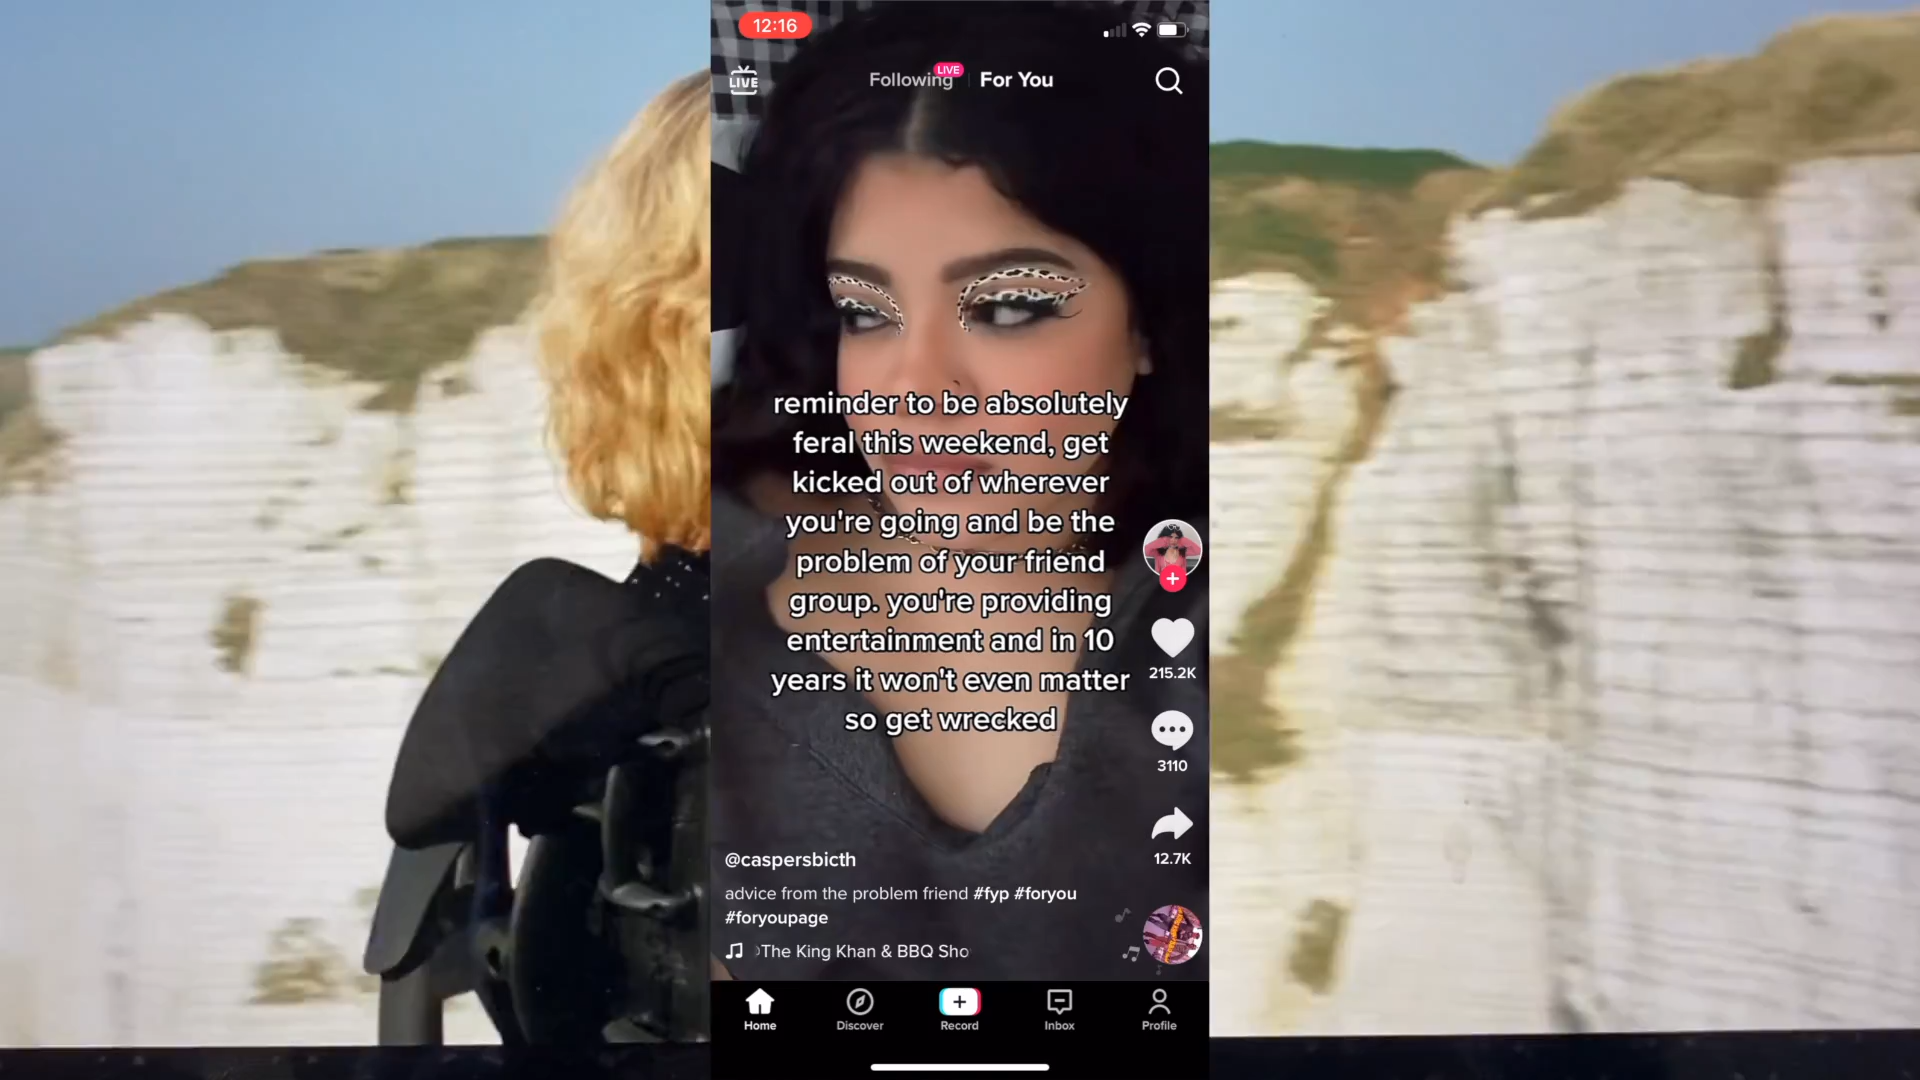 12:16
LIVE
Following
LIVE
For You
reminder to be absolutely
feral this weekend, get
kicked out of wherever
you're going and be the
problem of your friend
group. you're providing
entertainment and in 10
years it won't even matter
so get wrecked
215.2K
3110
12.7K
@caspersbicth
advice from the problem friend #fyp #foryou
#foryoupage
The King Khan & BBQ Sho
Home
Discover
Record
Inbox
Profile